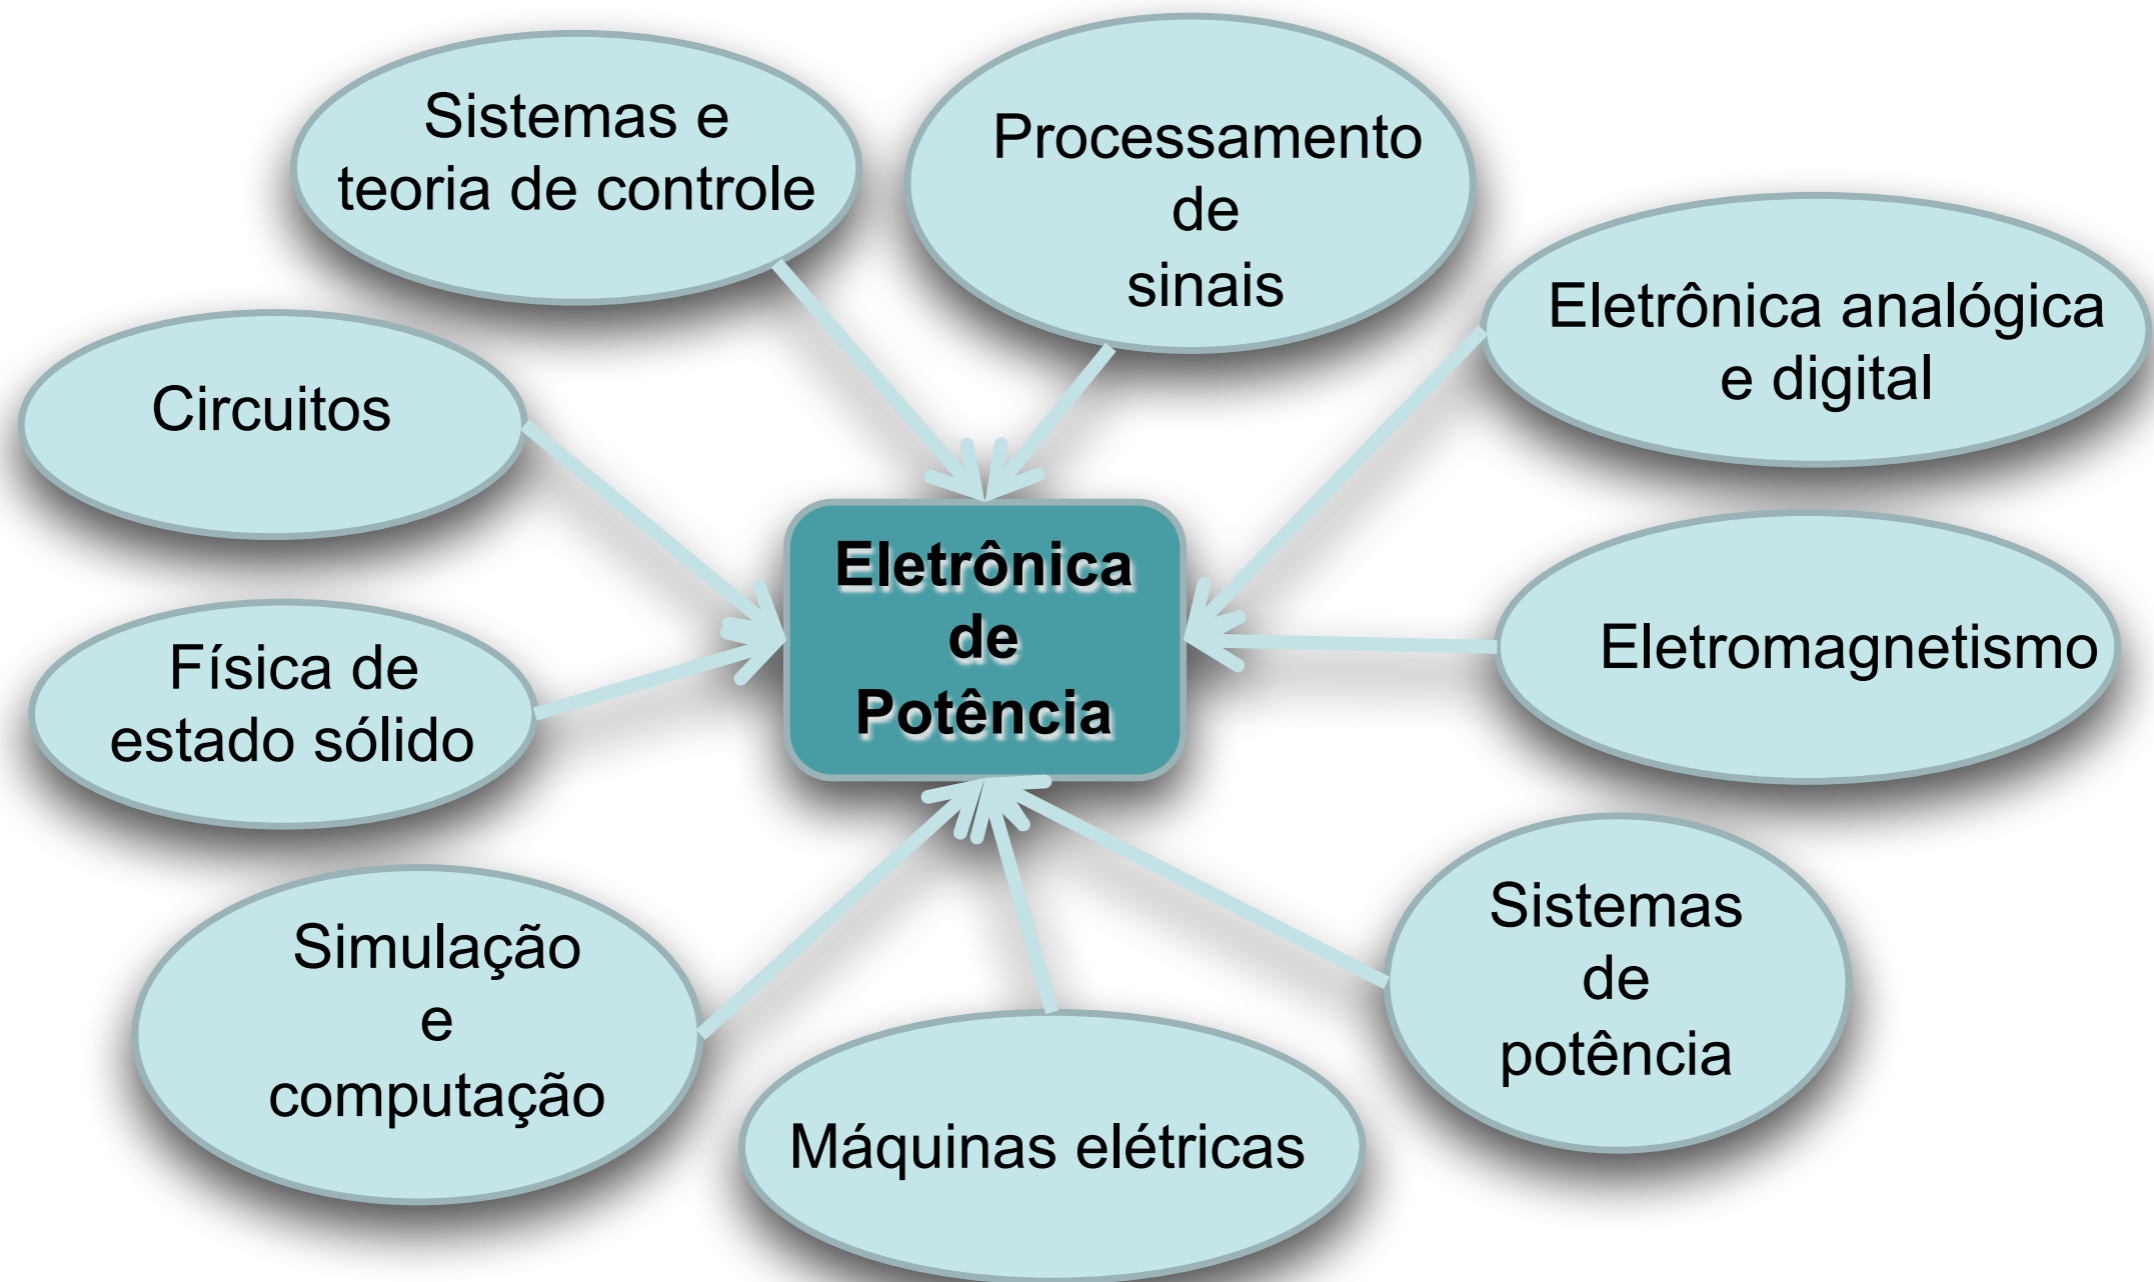 Sistemas e
teoria de controle
Processamento
de
sinais
Eletrônica analógica
e digital
Circuitos
Eletrônica
de
Potência
Eletromagnetismo
Física de
estado sólido
Sistemas
de
potência
Simulação
e
computação
Máquinas elétricas